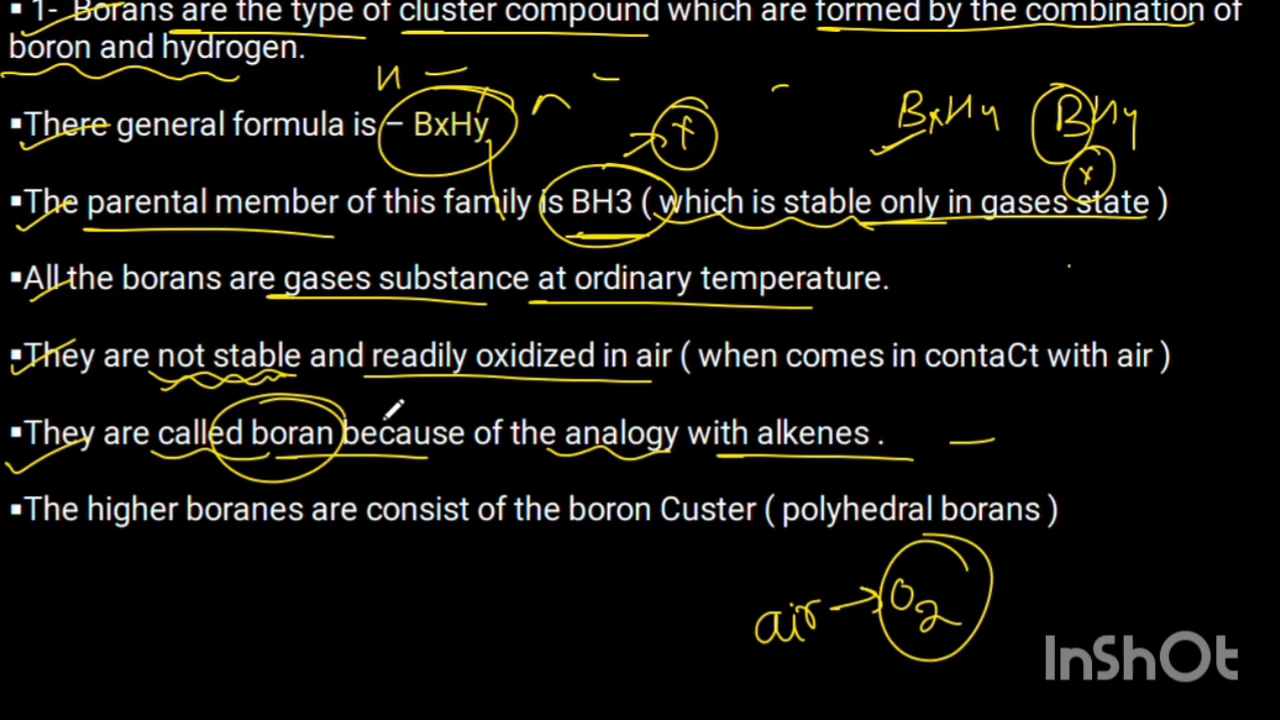 ▪ 1- Borans are the type of cluster compound which are formed by the combination of
boron and hydrogen.
▪There general formula is – BxHy
BxHy BHy
x
▪The parental member of this family is BH3 ( which is stable only in gases state )
▪All the borans are gases substance at ordinary temperature.
▪They are not stable and readily oxidized in air ( when comes in contaCt with air )
▪They are called boran because of the analogy with alkenes .
▪The higher boranes are consist of the boron Custer ( polyhedral borans )
air → O2
InShOt